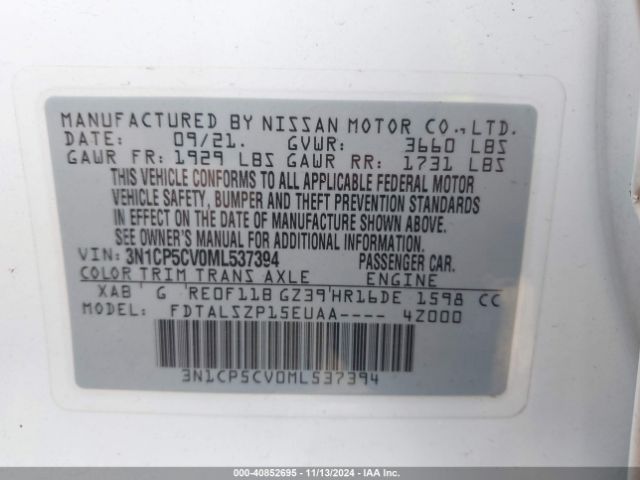 MANUFACTURED BY NISSAN MOTOR CO.,LTD.
DATE: 09/21. GVWR: 3660 LBS
GAWR FR: 1929 LBS GAWR RR: 1731 LBS
THIS VEHICLE CONFORMS TO ALL APPLICABLE FEDERAL MOTOR
VEHICLE SAFETY, BUMPER AND THEFT PREVENTION STANDARDS
IN EFFECT ON THE DATE OF MANUFACTURE SHOWN ABOVE.
SEE OWNER'S MANUAL FOR ADDITIONAL INFORMATION.
VIN: 3N1CP5CV0ML537394 PASSENGER CAR.
COLOR TRIM TRANS AXLE ENGINE
XAB G RE0F11B GZ39 HR16DE 1598 CC
MODEL: FDTALSZP15EUAA---- 4Z000
3N1CP5CV0ML537394
© STOCK#: 40852695 - 11/13/2024 - IAA Inc.